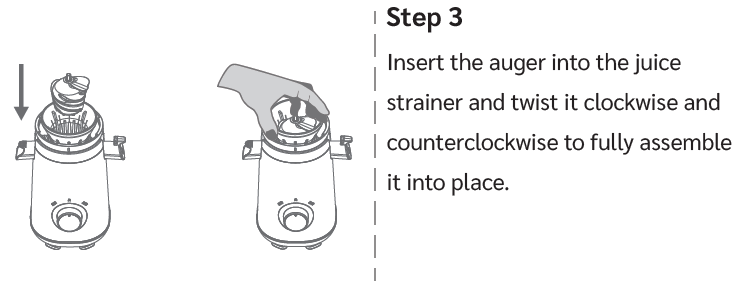 Step 3
Insert the auger into the juice
strainer and twist it clockwise and
counterclockwise to fully assemble
it into place.